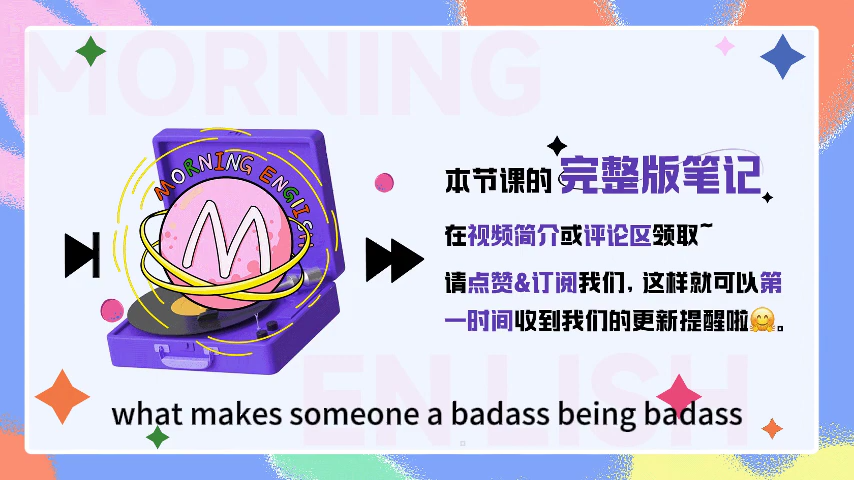 MORNING
MORNING ENGLISH
M
本节课的完整版笔记
在视频简介或评论区领取~
请点赞&订阅我们，这样就可以第
一时间收到我们的更新提醒啦🤗。
EN LISH
what makes someone a badass being badass